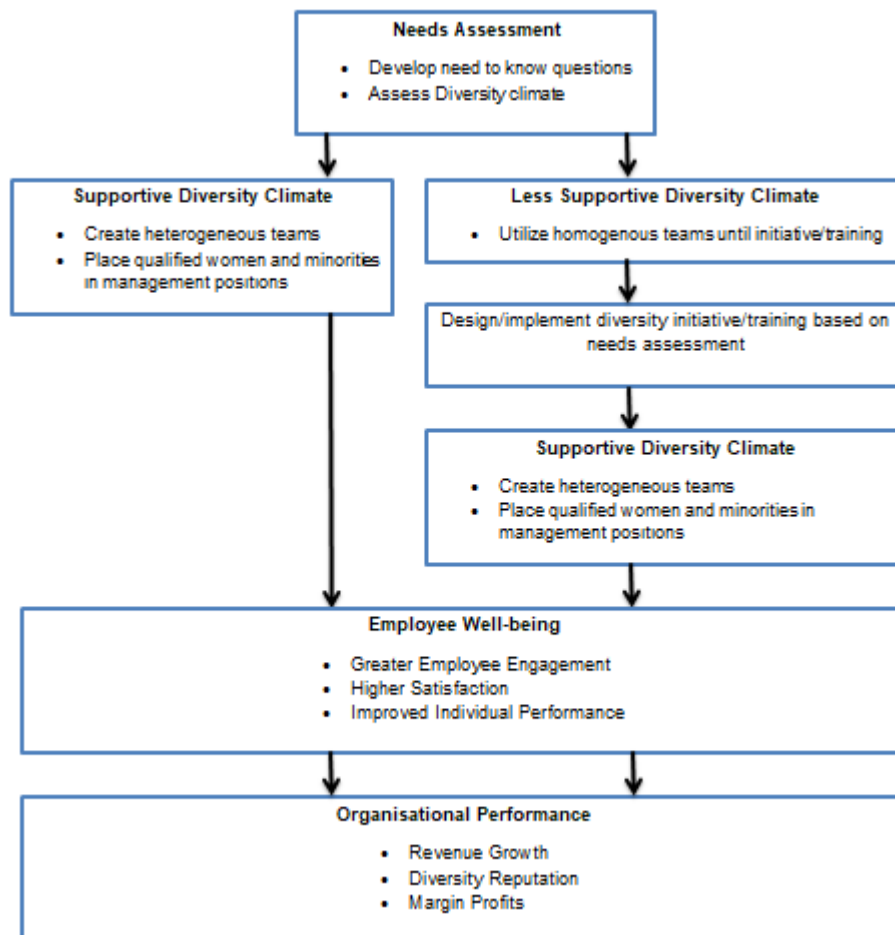 Needs Assessment
• Develop need to know questions
• Assess Diversity climate
Supportive Diversity Climate
• Create heterogeneous teams
• Place qualified women and minorities
in management positions
Less Supportive Diversity Climate
• Utilize homogenous teams until initiative/training
Design/implement diversity initiative/training based on
needs assessment
Supportive Diversity Climate
• Create heterogeneous teams
• Place qualified women and minorities in
management positions
Employee Well-being
• Greater Employee Engagement
• Higher Satisfaction
• Improved Individual Performance
Organisational Performance
• Revenue Growth
• Diversity Reputation
• Margin Profits